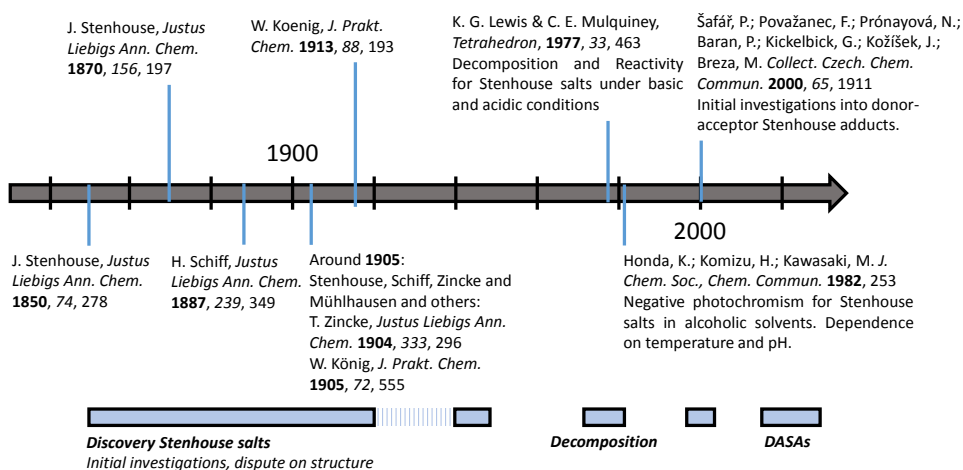 J. Stenhouse, Justus
Liebigs Ann. Chem.
1870, 156, 197
W. Koenig, J. Prakt.
Chem. 1913, 88, 193
K. G. Lewis & C. E. Mulquiney,
Tetrahedron, 1977, 33, 463
Decomposition and Reactivity
for Stenhouse salts under basic
and acidic conditions
Šafář, P.; Považanec, F.; Prónayová, N.;
Baran, P.; Kickelbick, G.; Kožíšek, J.;
Breza, M. Collect. Czech. Chem.
Commun. 2000, 65, 1911
Initial investigations into donor-
acceptor Stenhouse adducts.
1900
2000
J. Stenhouse, Justus
Liebigs Ann. Chem.
1850, 74, 278
H. Schiff, Justus
Liebigs Ann. Chem.
1887, 239, 349
Around 1905:
Stenhouse, Schiff, Zincke and
Mühlhausen and others:
T. Zincke, Justus Liebigs Ann.
Chem. 1904, 333, 296
W. König, J. Prakt. Chem.
1905, 72, 555
Honda, K.; Komizu, H.; Kawasaki, M. J.
Chem. Soc., Chem. Commun. 1982, 253
Negative photochromism for Stenhouse
salts in alcoholic solvents. Dependence
on temperature and pH.
Discovery Stenhouse salts
Initial investigations, dispute on structure
Decomposition
DASAs